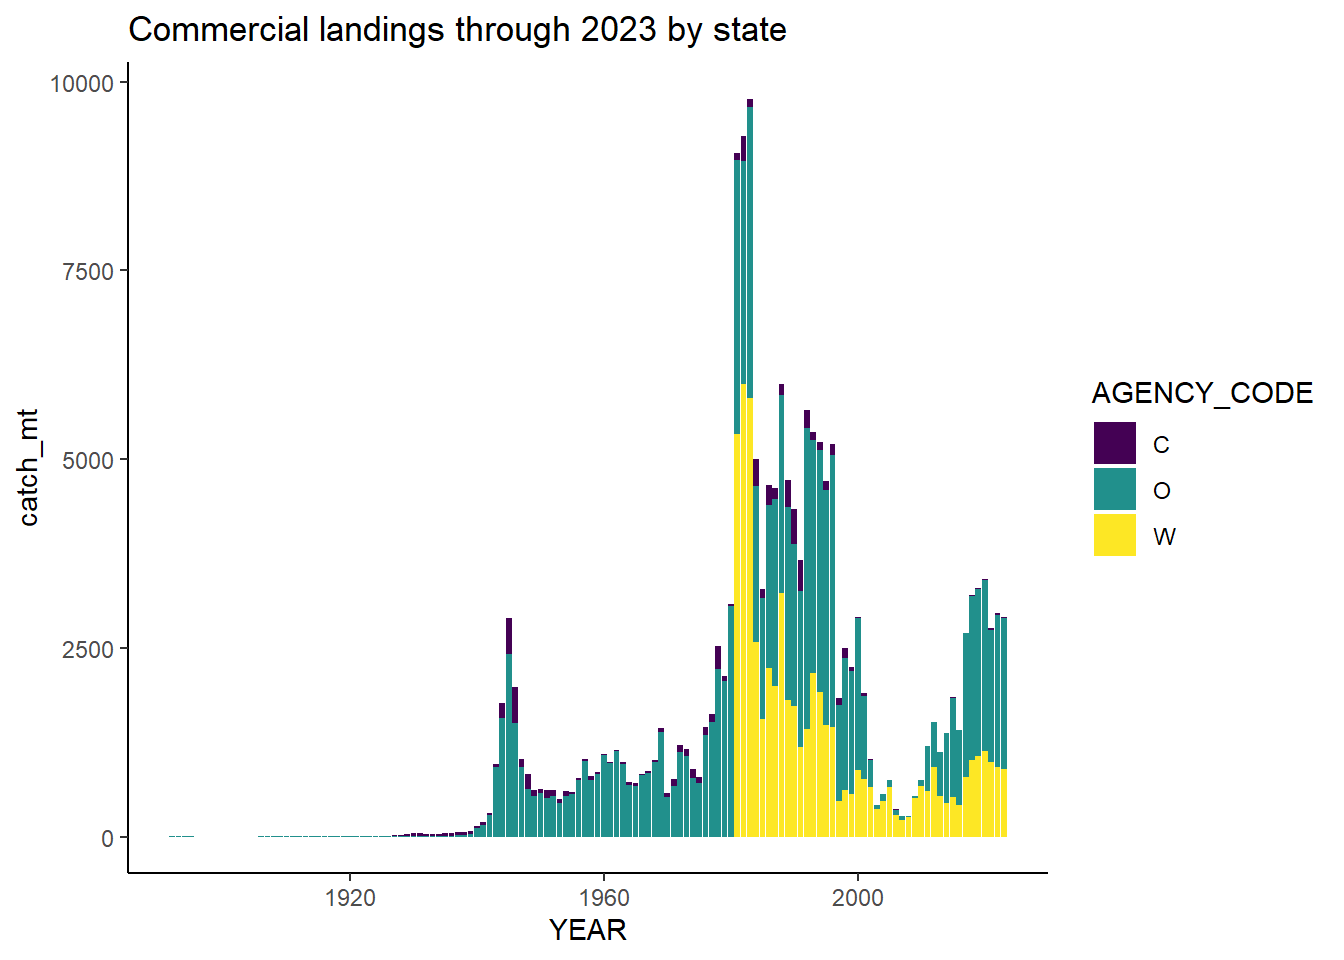 Commercial landings through 2023 by state
10000
7500
5000
2500
0
catch_mt
1920
1960
2000
YEAR
AGENCY_CODE
C
O
W